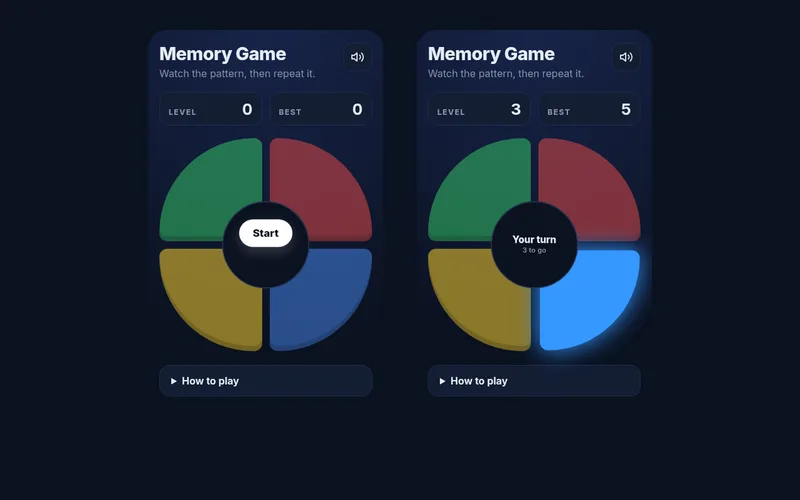 Memory Game
Watch the pattern, then repeat it.
LEVEL 0
BEST 0
Start
How to play
Memory Game
Watch the pattern, then repeat it.
LEVEL 3
BEST 5
Your turn
3 to go
How to play